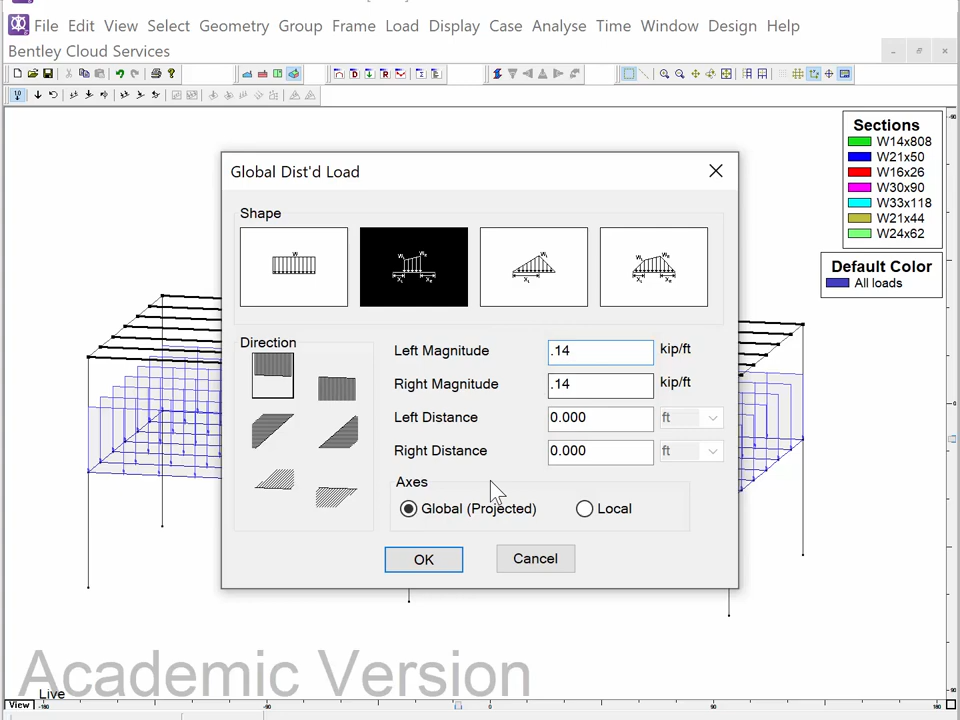 File Edit View Select Geometry Group Frame Load Display Case Analyse Time Window Design Help
Bentley Cloud Services
Sections
W14x808
W21x50
W16x26
W30x90
W33x118
W21x44
W24x62
Default Color
All loads
Global Dist'd Load
Shape
Direction
Left Magnitude .14 kip/ft
Right Magnitude .14 kip/ft
Left Distance 0.000 ft
Right Distance 0.000 ft
Axes
Global (Projected) Local
OK Cancel
Academic Version
Live
View